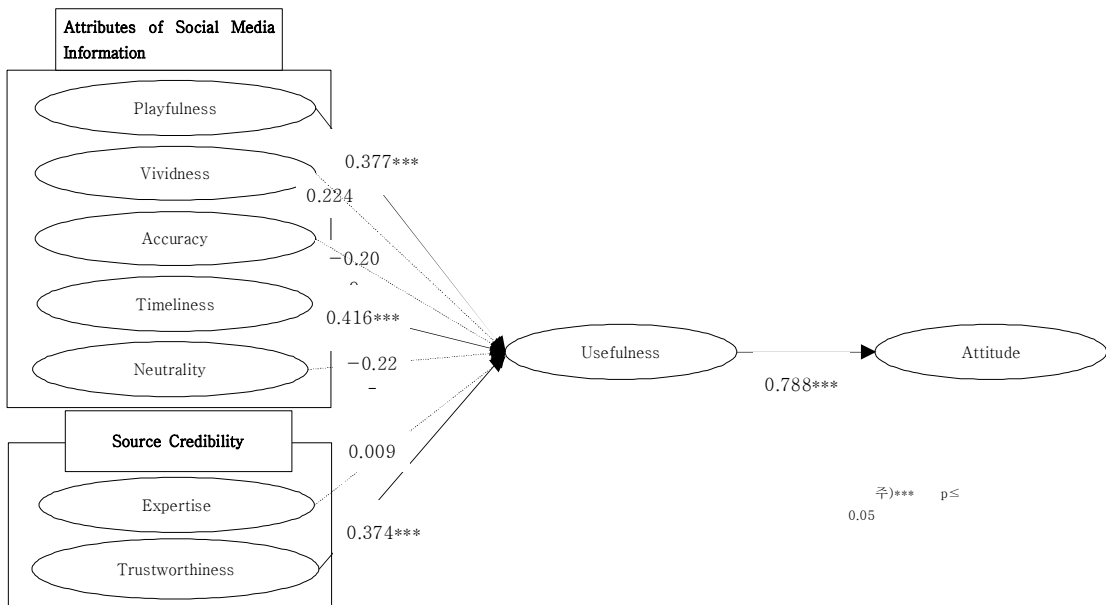 Attributes of Social Media
Information
Playfulness
0.377***
Vividness
0.224
Accuracy
-0.20
Timeliness
0.416***
Neutrality
-0.22
Usefulness
0.788***
Attitude
Source Credibility
0.009
Expertise
0.374***
Trustworthiness
주)*** p≤
0.05